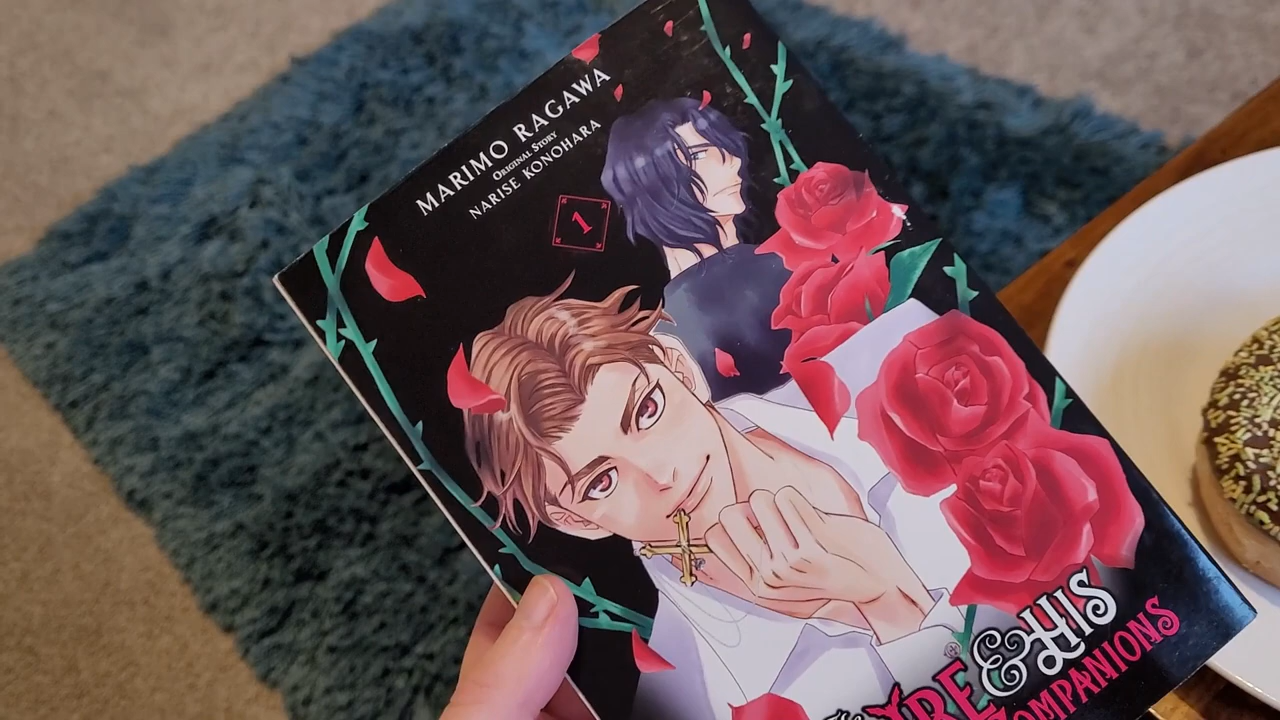 MARIMO RAGAWA
ORIGINAL STORY
NARISE KONOHARA
1
& HIS
COMPANIONS